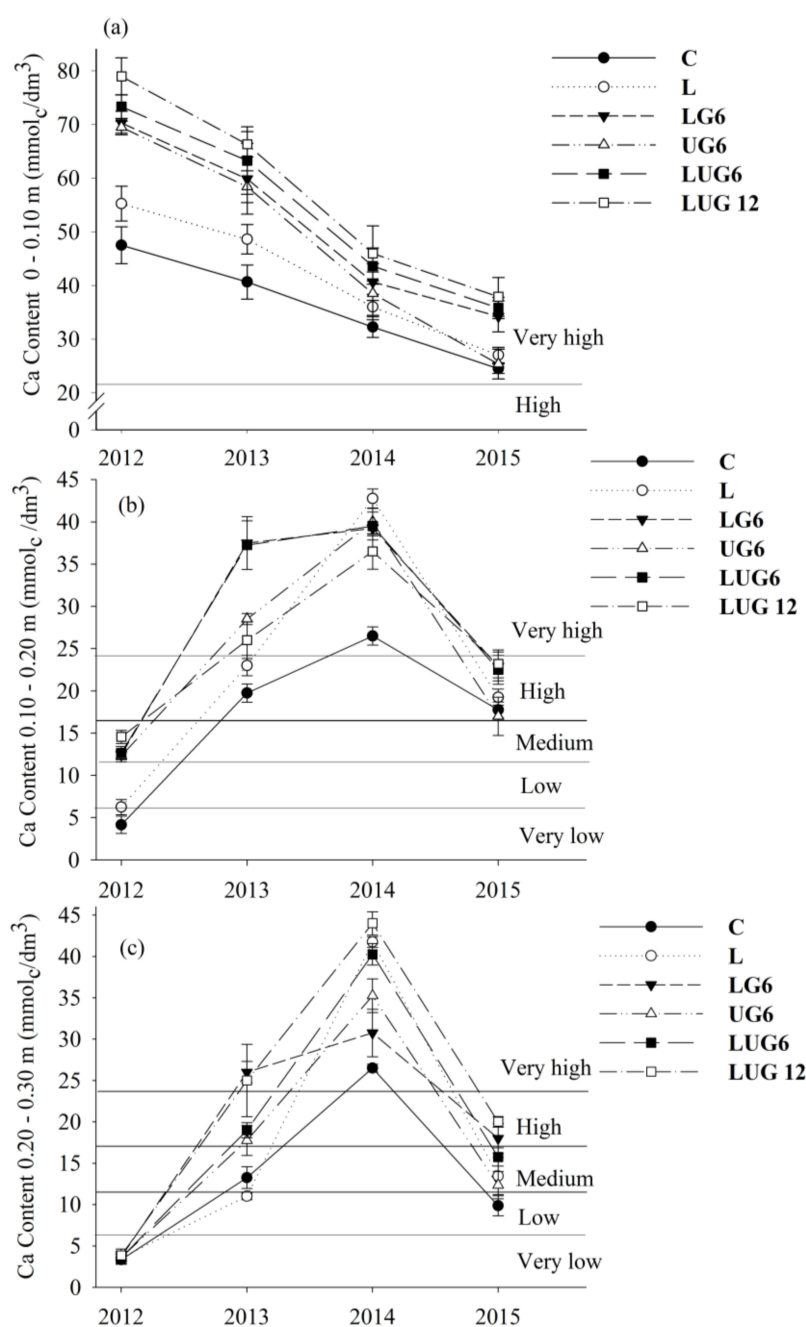 (a)
Ca Content 0 - 0.10 m (mmolc/dm3)
80
70
60
50
40
30
20
0
C
L
LG6
UG6
LUG6
LUG 12
Very high
High
2012 2013 2014 2015
(b)
Ca Content 0.10 - 0.20 m (mmolc/dm3)
45
40
35
30
25
20
15
10
5
0
C
L
LG6
UG6
LUG6
LUG 12
Very high
High
Medium
Low
Very low
2012 2013 2014 2015
(c)
Ca Content 0.20 - 0.30 m (mmolc/dm3)
45
40
35
30
25
20
15
10
5
0
C
L
LG6
UG6
LUG6
LUG 12
Very high
High
Medium
Low
Very low
2012 2013 2014 2015